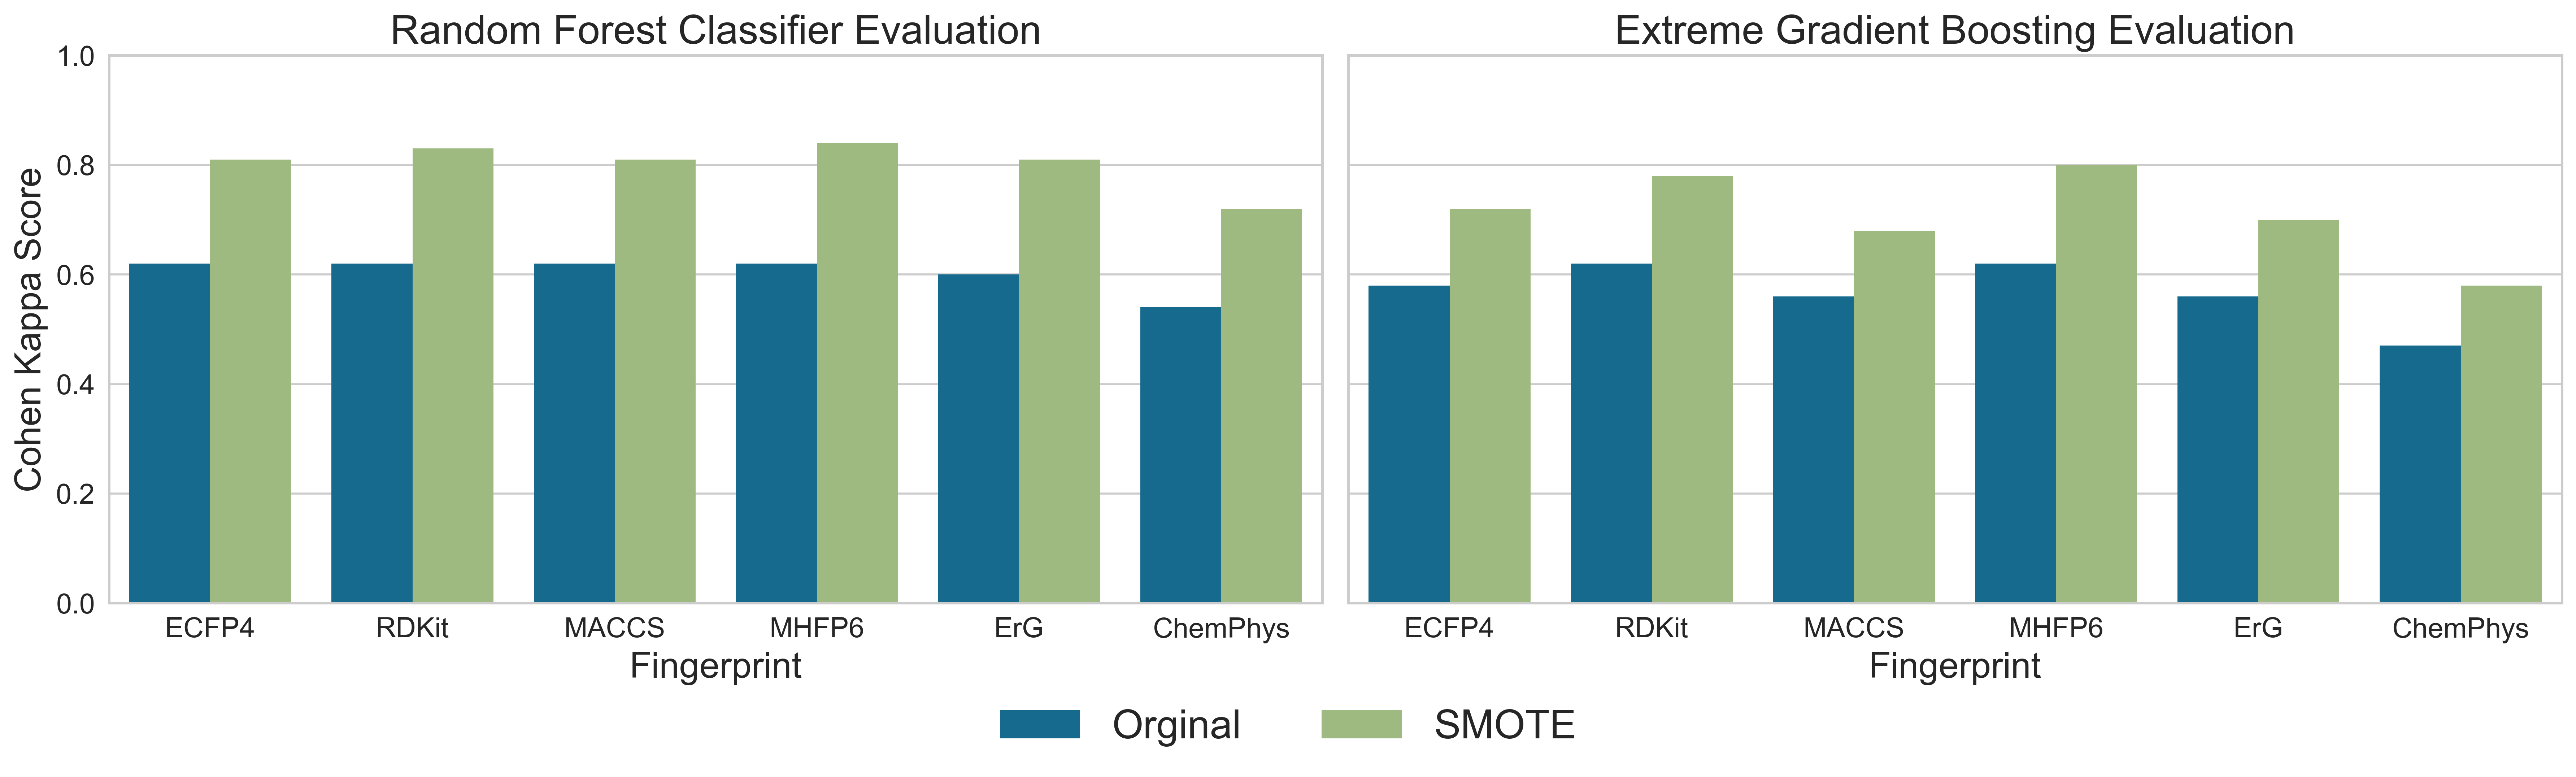 Random Forest Classifier Evaluation
Extreme Gradient Boosting Evaluation
Cohen Kappa Score
1.0
0.8
0.6
0.4
0.2
0.0
ECFP4 RDKit MACCS MHFP6 ErG ChemPhys
ECFP4 RDKit MACCS MHFP6 ErG ChemPhys
Fingerprint
Fingerprint
Orginal SMOTE